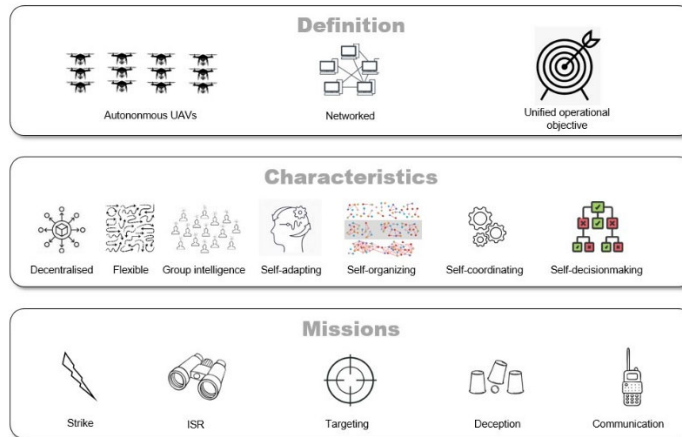 Definition
Autononmous UAVs
Networked
Unified operational
objective
Characteristics
Decentralised
Flexible
Group intelligence
Self-adapting
Self-organizing
Self-coordinating
Self-decisionmaking
Missions
Strike
ISR
Targeting
Deception
Communication